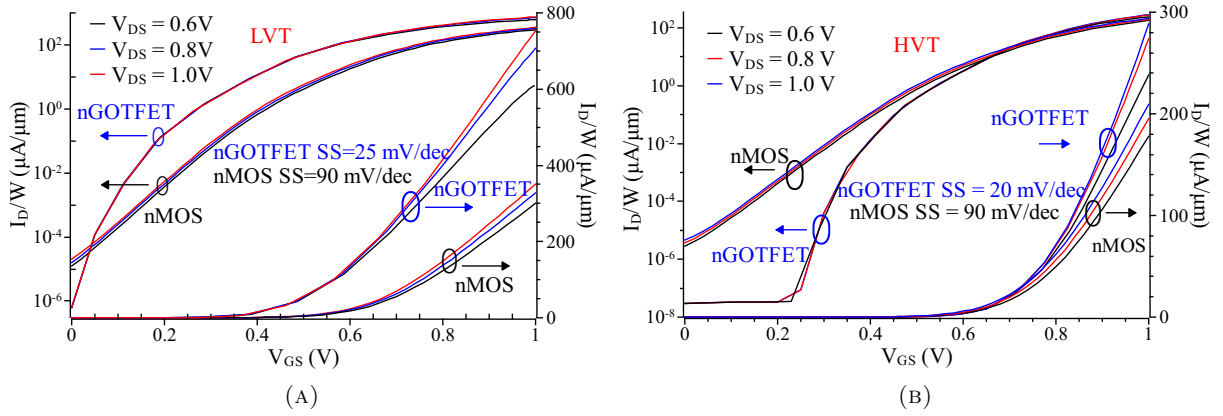 V_DS = 0.6V
V_DS = 0.8V
V_DS = 1.0V
LVT
nGOTFET
nGOTFET SS=25 mV/dec
nMOS SS=90 mV/dec
nGOTFET
nMOS
nMOS
I_D/W (μA/μm)
10^2
10^0
10^-2
10^-4
10^-6
I_D/W (μA/μm)
800
600
400
200
0
0 0.2 0.4 0.6 0.8 1
V_GS (V)
(A)
V_DS = 0.6 V
V_DS = 0.8 V
V_DS = 1.0 V
HVT
nGOTFET
nMOS
nGOTFET SS = 20 mV/dec
nMOS SS = 90 mV/dec
nGOTFET
nMOS
I_D/W (μA/μm)
10^2
10^0
10^-2
10^-4
10^-6
10^-8
I_D/W (μA/μm)
300
200
100
0
0 0.2 0.4 0.6 0.8 1
V_GS (V)
(B)